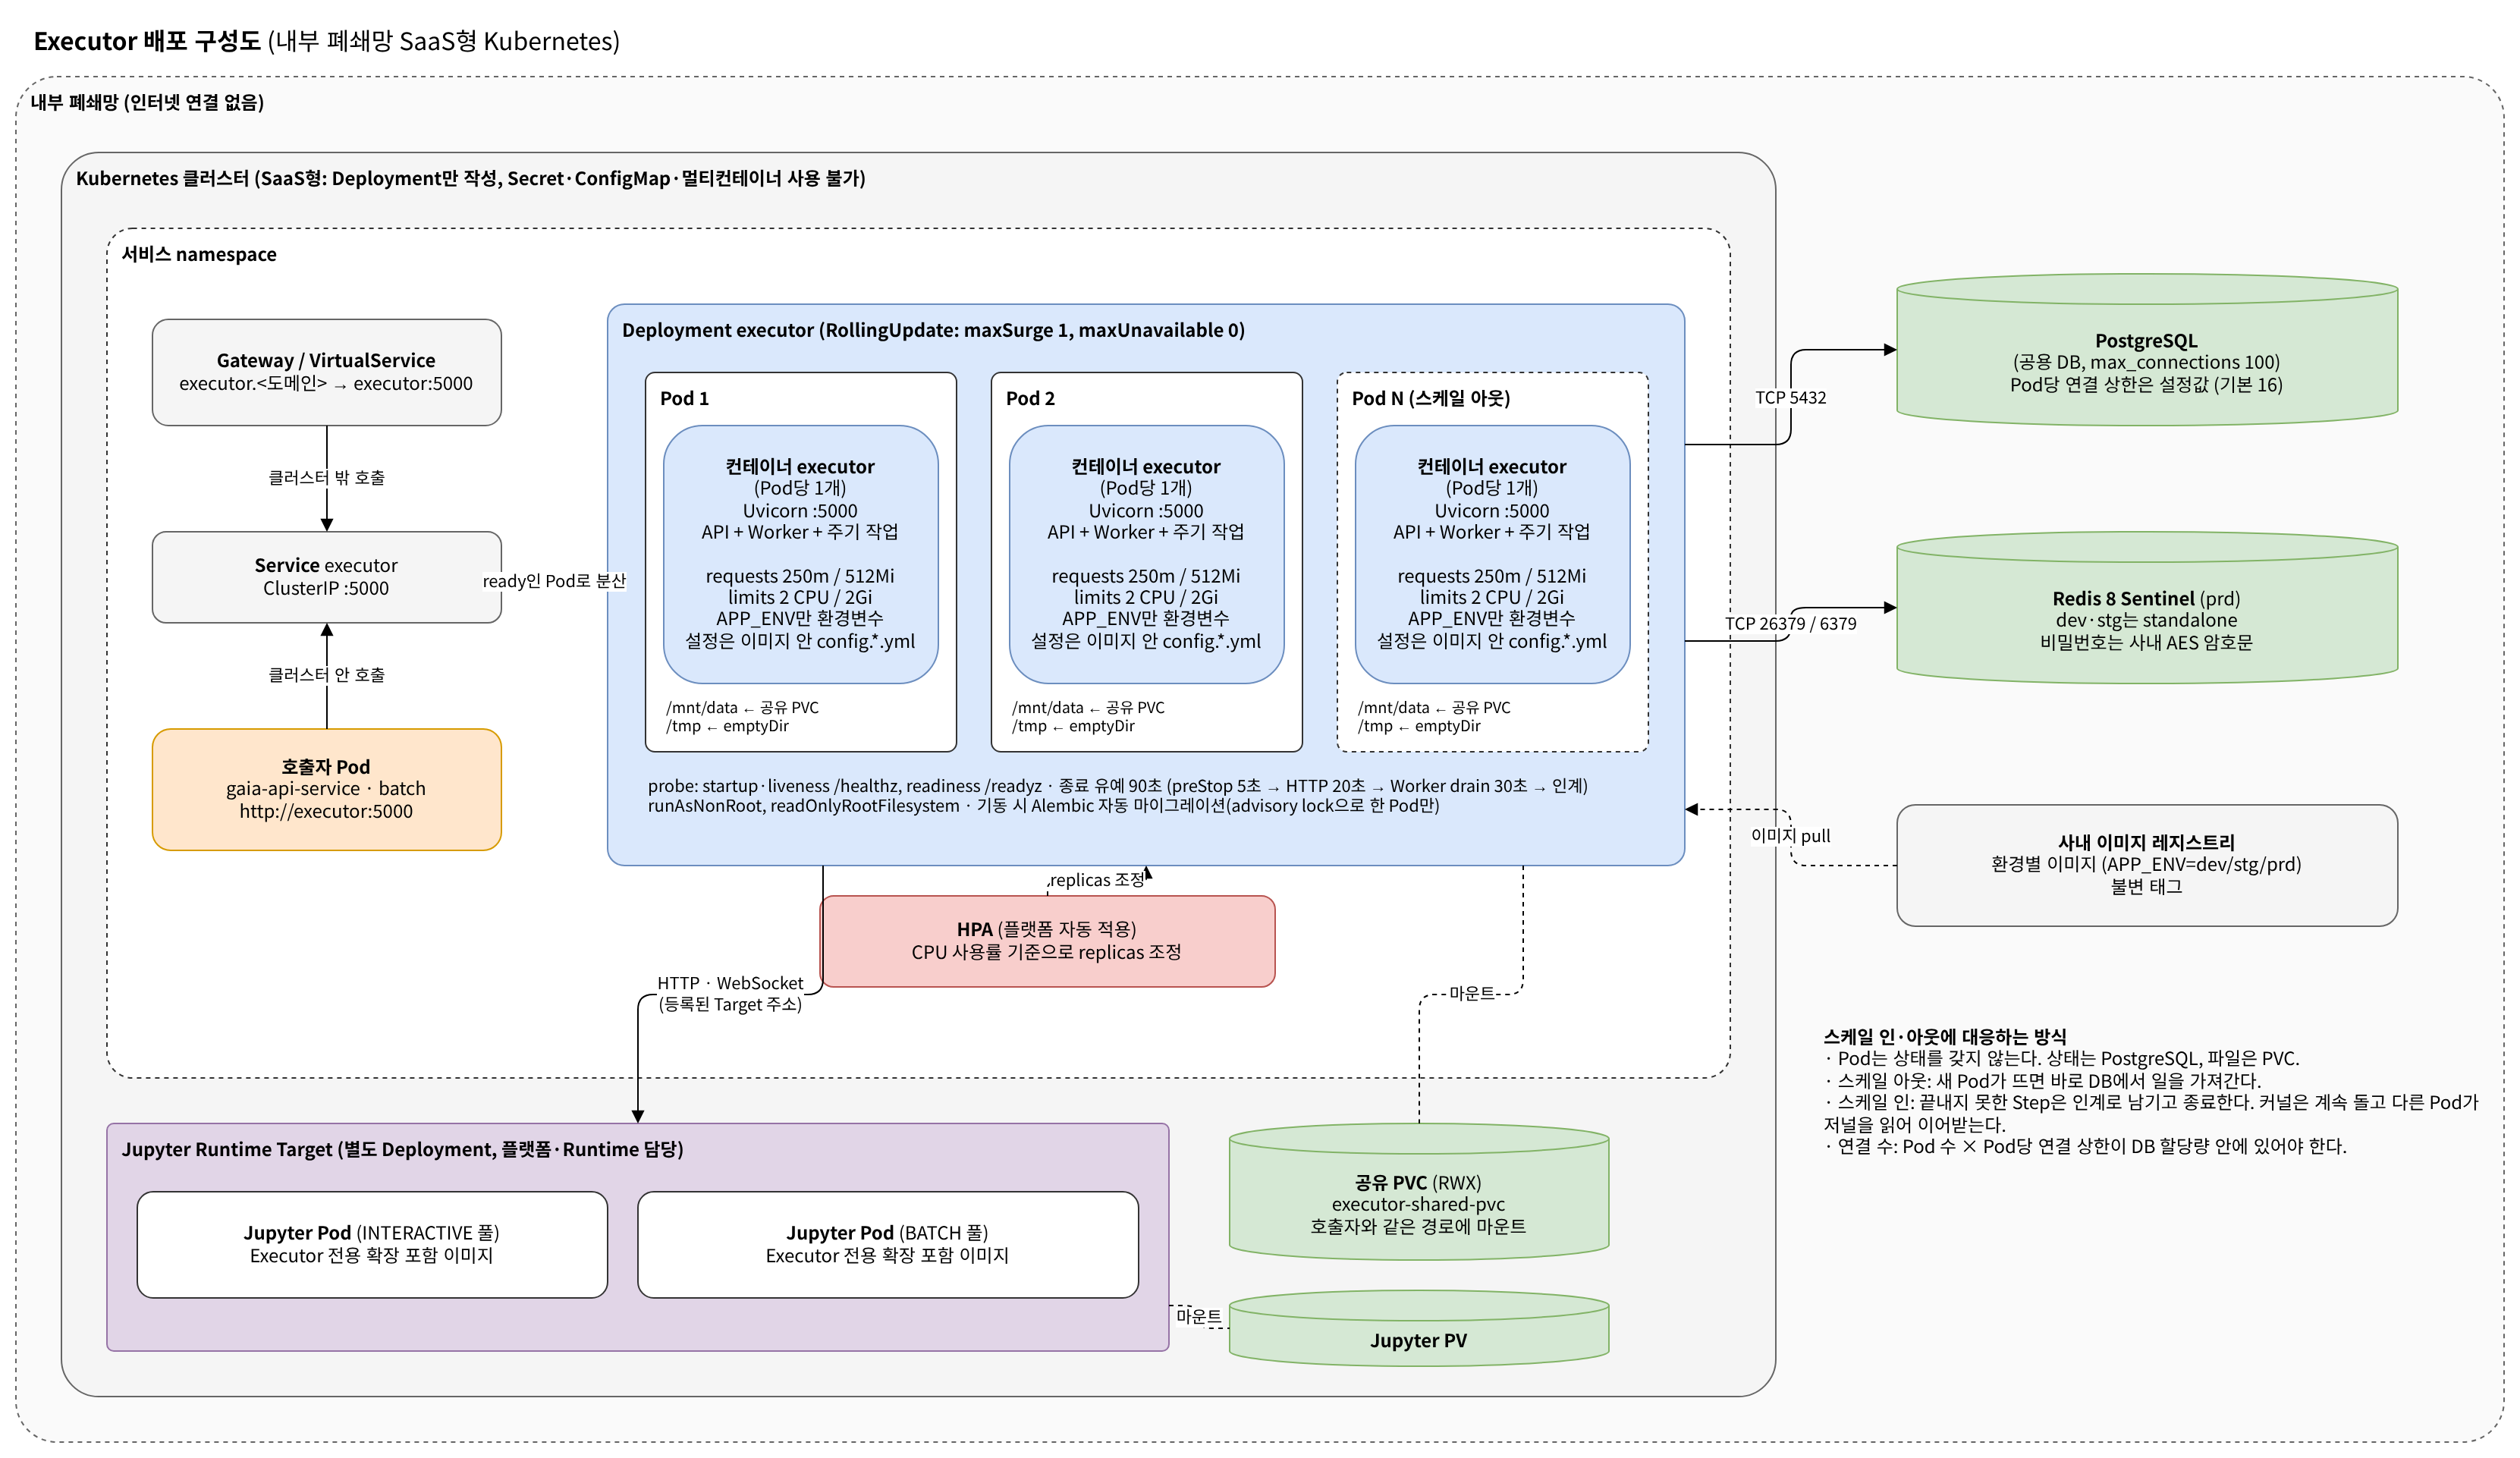 Executor 배포 구성도 (내부 폐쇄망 SaaS형 Kubernetes)
내부 폐쇄망 (인터넷 연결 없음)
Kubernetes 클러스터 (SaaS형: Deployment만 작성, Secret·ConfigMap·멀티컨테이너 사용 불가)
서비스 namespace
Gateway / VirtualService
executor.<도메인> → executor:5000
클러스터 밖 호출
Service executor
ClusterIP :5000
ready인 Pod로 분산
클러스터 안 호출
호출자 Pod
gaia-api-service · batch
http://executor:5000
Deployment executor (RollingUpdate: maxSurge 1, maxUnavailable 0)
Pod 1
컨테이너 executor
(Pod당 1개)
Uvicorn :5000
API + Worker + 주기 작업
requests 250m / 512Mi
limits 2 CPU / 2Gi
APP_ENV만 환경변수
설정은 이미지 안 config.*.yml
/mnt/data ← 공유 PVC
/tmp ← emptyDir
Pod 2
컨테이너 executor
(Pod당 1개)
Uvicorn :5000
API + Worker + 주기 작업
requests 250m / 512Mi
limits 2 CPU / 2Gi
APP_ENV만 환경변수
설정은 이미지 안 config.*.yml
/mnt/data ← 공유 PVC
/tmp ← emptyDir
Pod N (스케일 아웃)
컨테이너 executor
(Pod당 1개)
Uvicorn :5000
API + Worker + 주기 작업
requests 250m / 512Mi
limits 2 CPU / 2Gi
APP_ENV만 환경변수
설정은 이미지 안 config.*.yml
/mnt/data ← 공유 PVC
/tmp ← emptyDir
probe: startup·liveness /healthz, readiness /readyz · 종료 유예 90초 (preStop 5초 → HTTP 20초 → Worker drain 30초 → 인계)
runAsNonRoot, readOnlyRootFilesystem · 기동 시 Alembic 자동 마이그레이션(advisory lock으로 한 Pod만)
replicas 조정
HPA (플랫폼 자동 적용)
CPU 사용률 기준으로 replicas 조정
HTTP · WebSocket
(등록된 Target 주소)
마운트
TCP 5432
PostgreSQL
(공용 DB, max_connections 100)
Pod당 연결 상한은 설정값 (기본 16)
TCP 26379 / 6379
Redis 8 Sentinel (prd)
dev·stg는 standalone
비밀번호는 사내 AES 암호문
이미지 pull
사내 이미지 레지스트리
환경별 이미지 (APP_ENV=dev/stg/prd)
불변 태그
스케일 인·아웃에 대응하는 방식
· Pod는 상태를 갖지 않는다. 상태는 PostgreSQL, 파일은 PVC.
· 스케일 아웃: 새 Pod가 뜨면 바로 DB에서 일을 가져간다.
· 스케일 인: 끝내지 못한 Step은 인계로 남기고 종료한다. 커널은 계속 돌고 다른 Pod가
저널을 읽어 이어받는다.
· 연결 수: Pod 수 × Pod당 연결 상한이 DB 할당량 안에 있어야 한다.
Jupyter Runtime Target (별도 Deployment, 플랫폼·Runtime 담당)
Jupyter Pod (INTERACTIVE 풀)
Executor 전용 확장 포함 이미지
Jupyter Pod (BATCH 풀)
Executor 전용 확장 포함 이미지
마운트
공유 PVC (RWX)
executor-shared-pvc
호출자와 같은 경로에 마운트
Jupyter PV